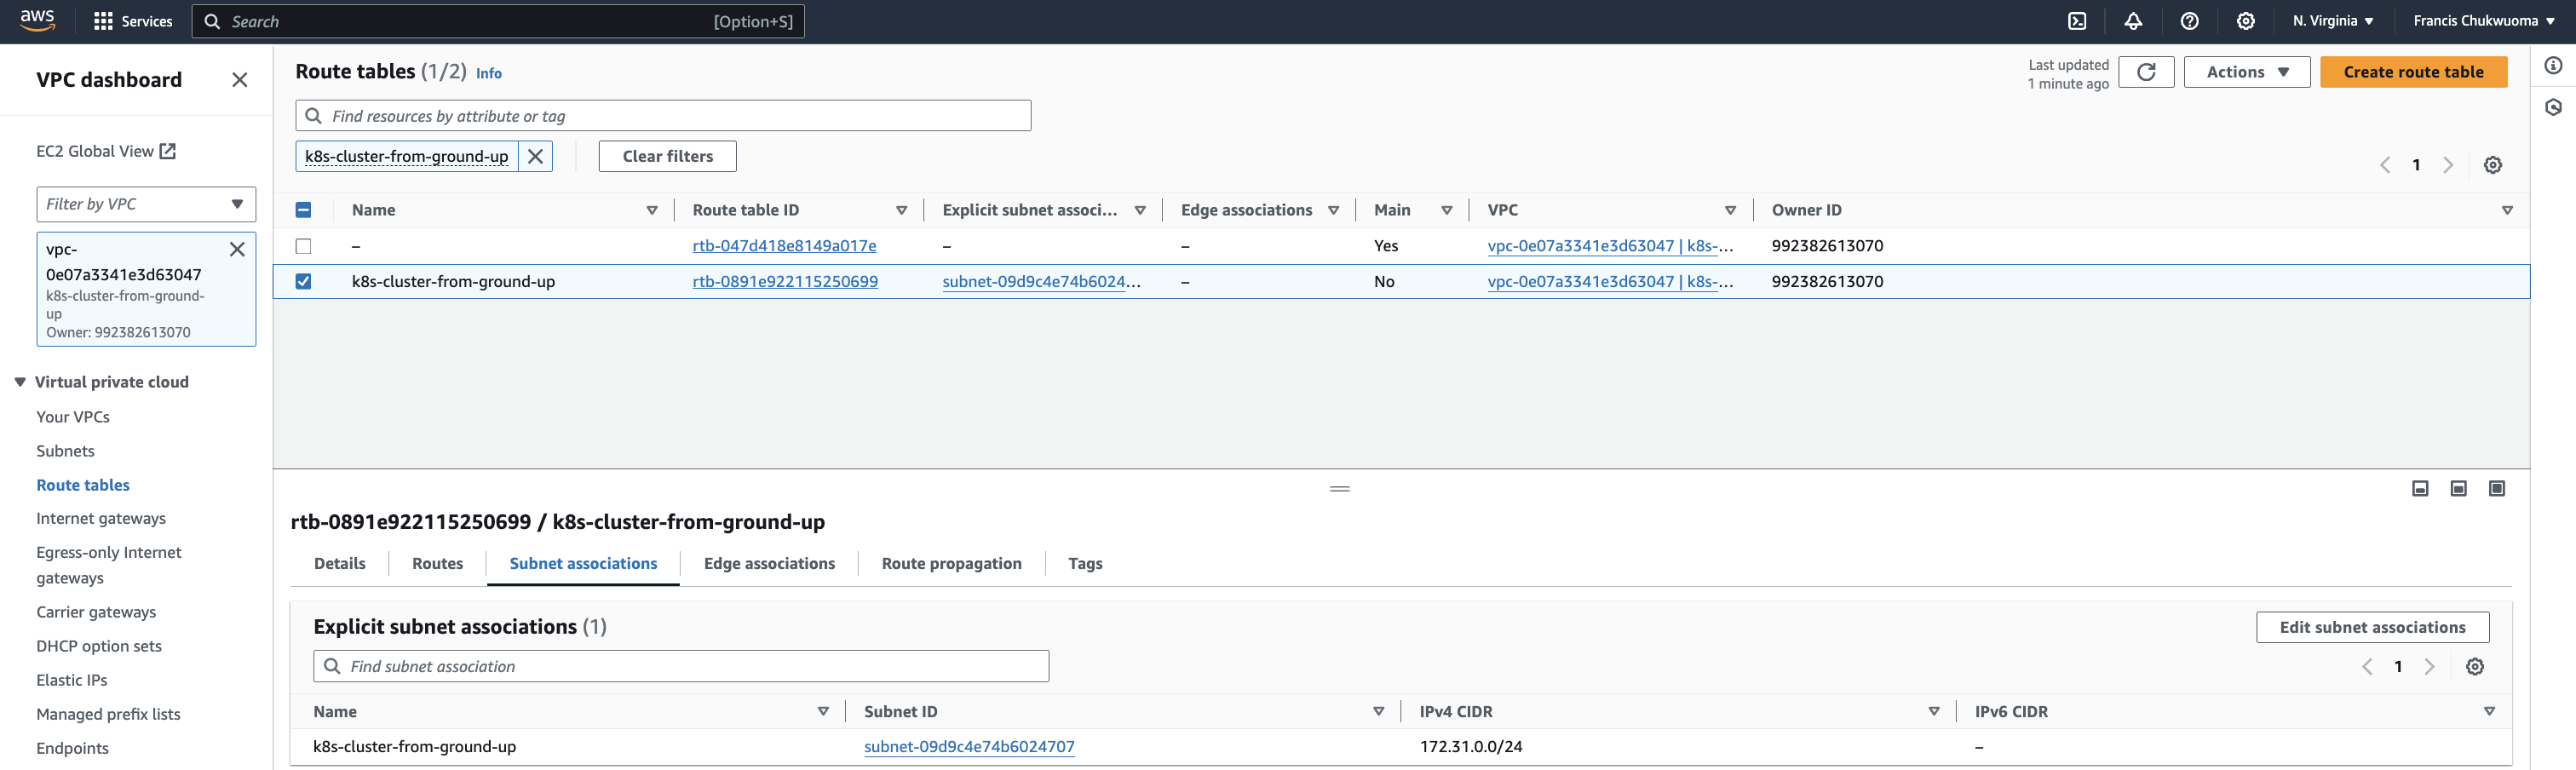 aws
Services
Search
[Option+S]
N. Virginia
Francis Chukwuoma
VPC dashboard
EC2 Global View
Filter by VPC
vpc-
0e07a3341e3d63047
k8s-cluster-from-ground-
up
Owner: 992382613070
Virtual private cloud
Your VPCs
Subnets
Route tables
Internet gateways
Egress-only Internet
gateways
Carrier gateways
DHCP option sets
Elastic IPs
Managed prefix lists
Endpoints
Route tables (1/2) Info
Last updated
1 minute ago
Actions
Create route table
Find resources by attribute or tag
k8s-cluster-from-ground-up
Clear filters
1
Name Route table ID Explicit subnet associ... Edge associations Main VPC Owner ID
– rtb-047d418e8149a017e – – Yes vpc-0e07a3341e3d63047 | k8s-... 992382613070
k8s-cluster-from-ground-up rtb-0891e922115250699 subnet-09d9c4e74b6024... – No vpc-0e07a3341e3d63047 | k8s-... 992382613070
rtb-0891e922115250699 / k8s-cluster-from-ground-up
Details Routes Subnet associations Edge associations Route propagation Tags
Explicit subnet associations (1)
Edit subnet associations
Find subnet association
1
Name Subnet ID IPv4 CIDR IPv6 CIDR
k8s-cluster-from-ground-up subnet-09d9c4e74b6024707 172.31.0.0/24 –